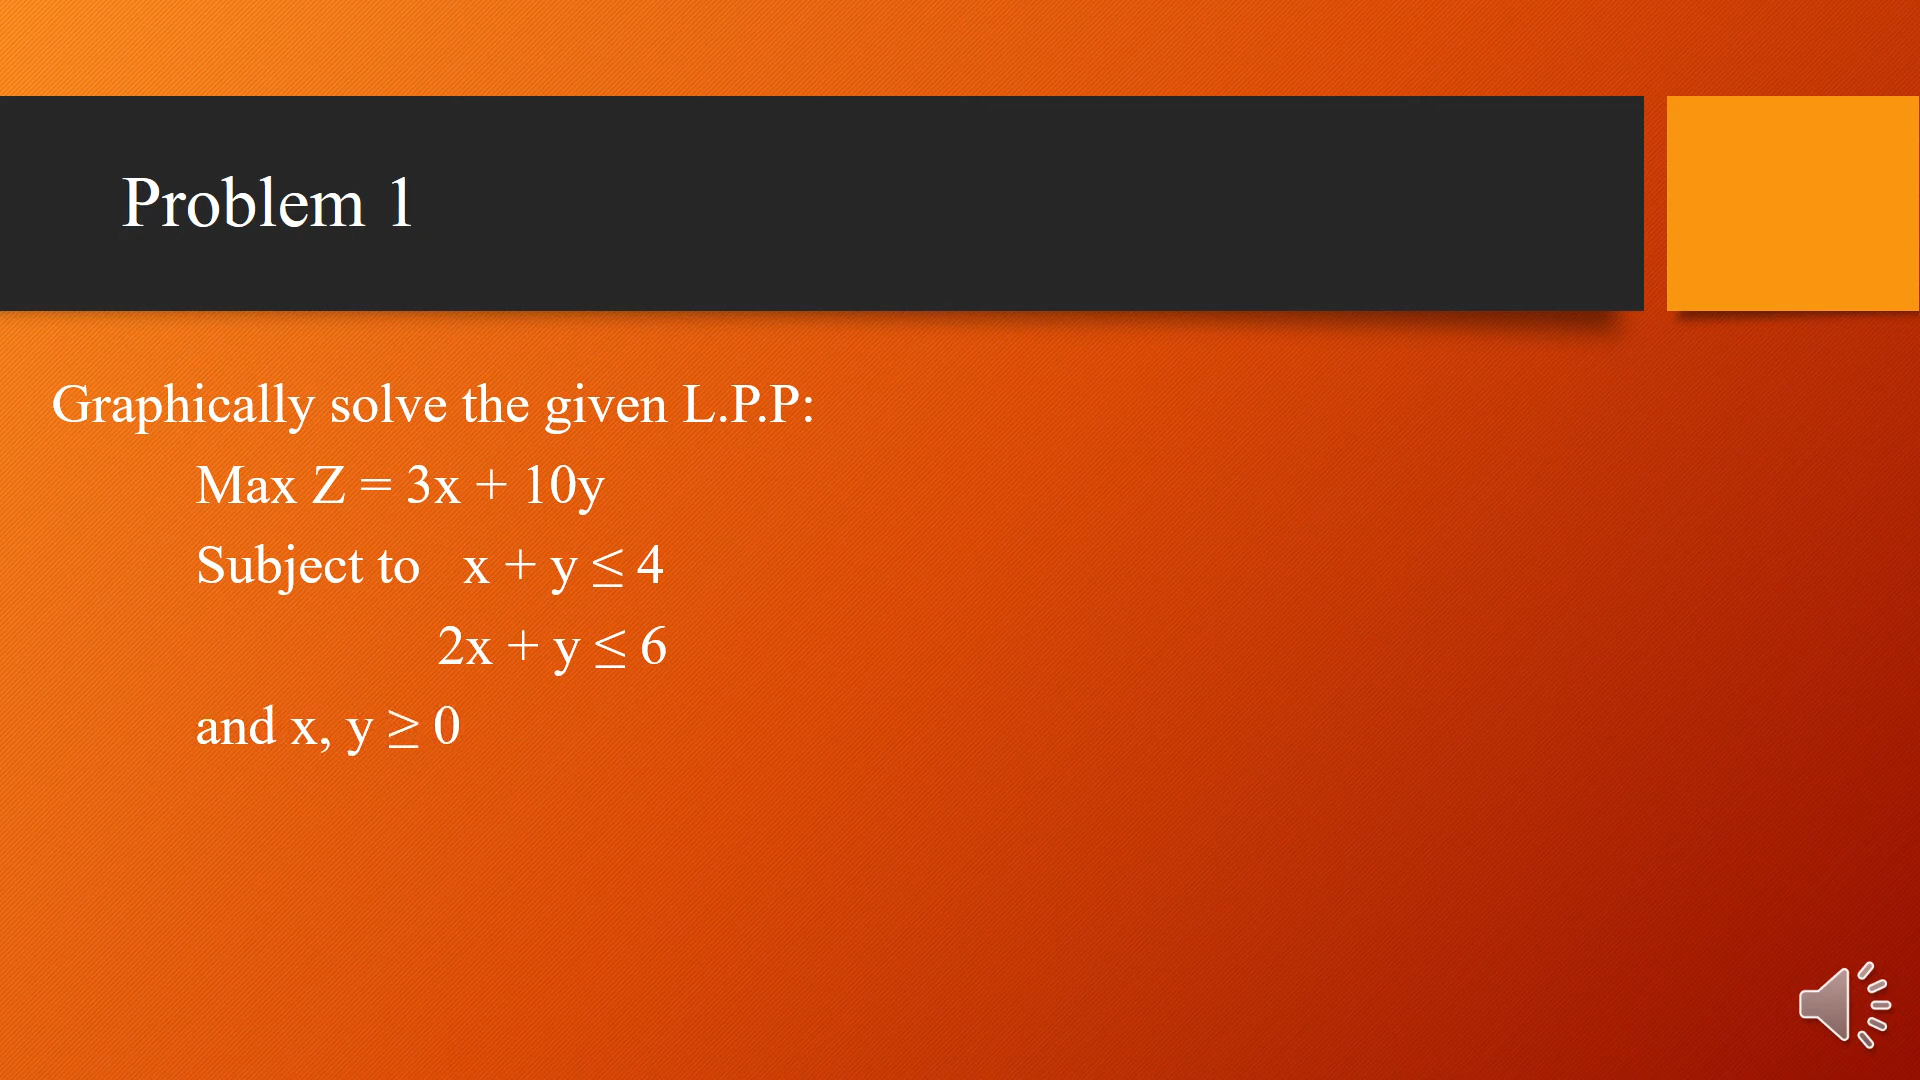 Problem 1
Graphically solve the given L.P.P:
Max Z = 3x + 10y
Subject to x + y ≤ 4
2x + y ≤ 6
and x, y ≥ 0